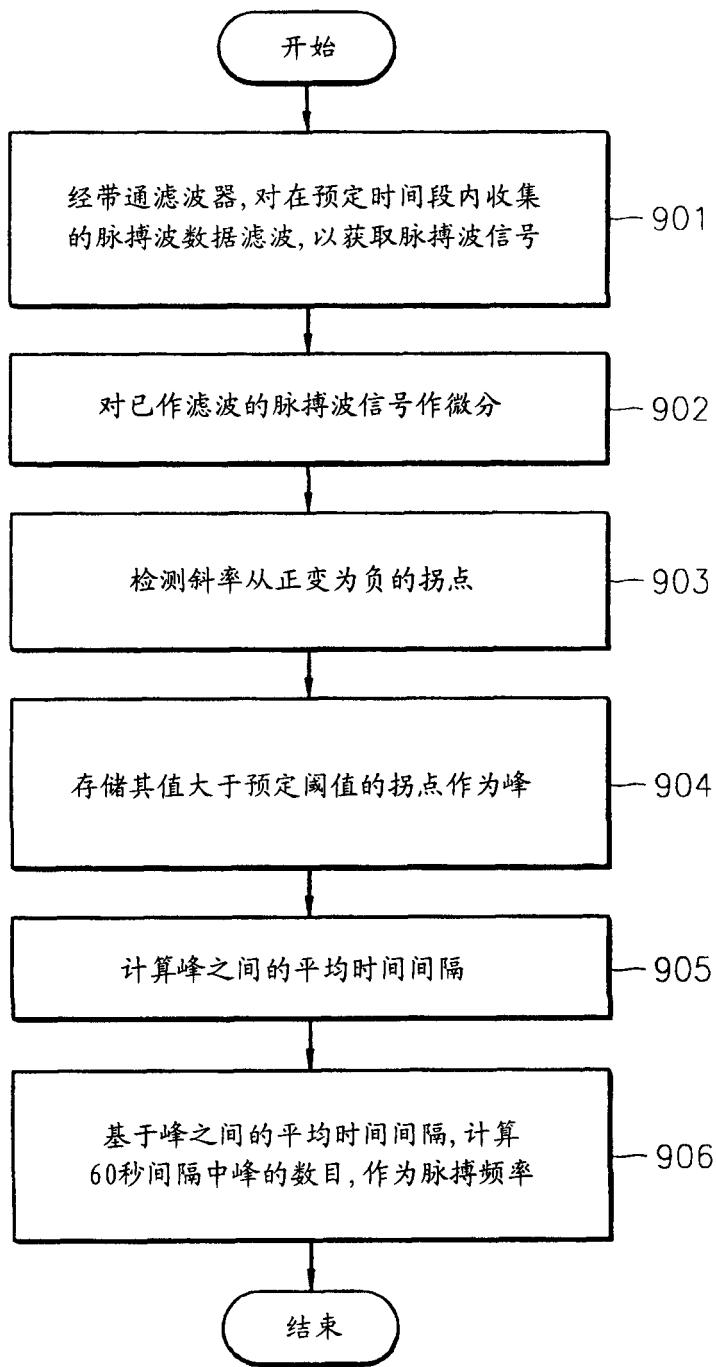 开始
经带通滤波器,对在预定时间段内收集
的脉搏波数据滤波,以获取脉搏波信号
901
对已作滤波的脉搏波信号作微分
902
检测斜率从正变为负的拐点
903
存储其值大于预定阈值的拐点作为峰
904
计算峰之间的平均时间间隔
905
基于峰之间的平均时间间隔,计算
60秒间隔中峰的数目,作为脉搏频率
906
结束